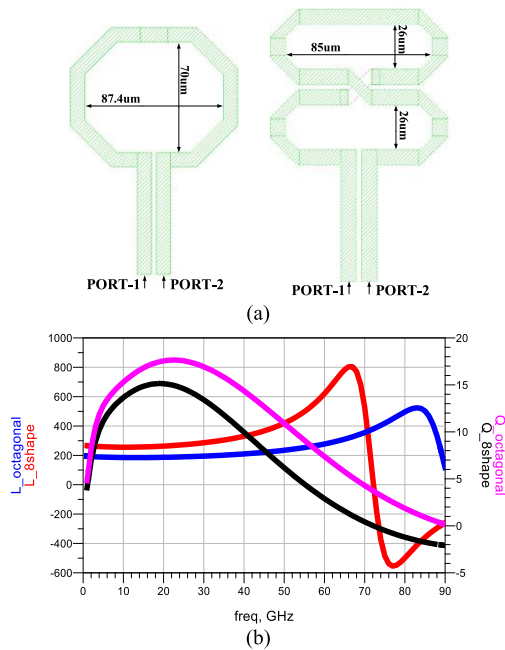 87.4um
70um
PORT-1
PORT-2
85um
26um
26um
PORT-1
PORT-2
(a)
L_octagonal
L_8shape
1000
800
600
400
200
0
-200
-400
-600
20
15
10
5
0
-5
Q_octagonal
Q_8shape
0 10 20 30 40 50 60 70 80 90
freq, GHz
(b)